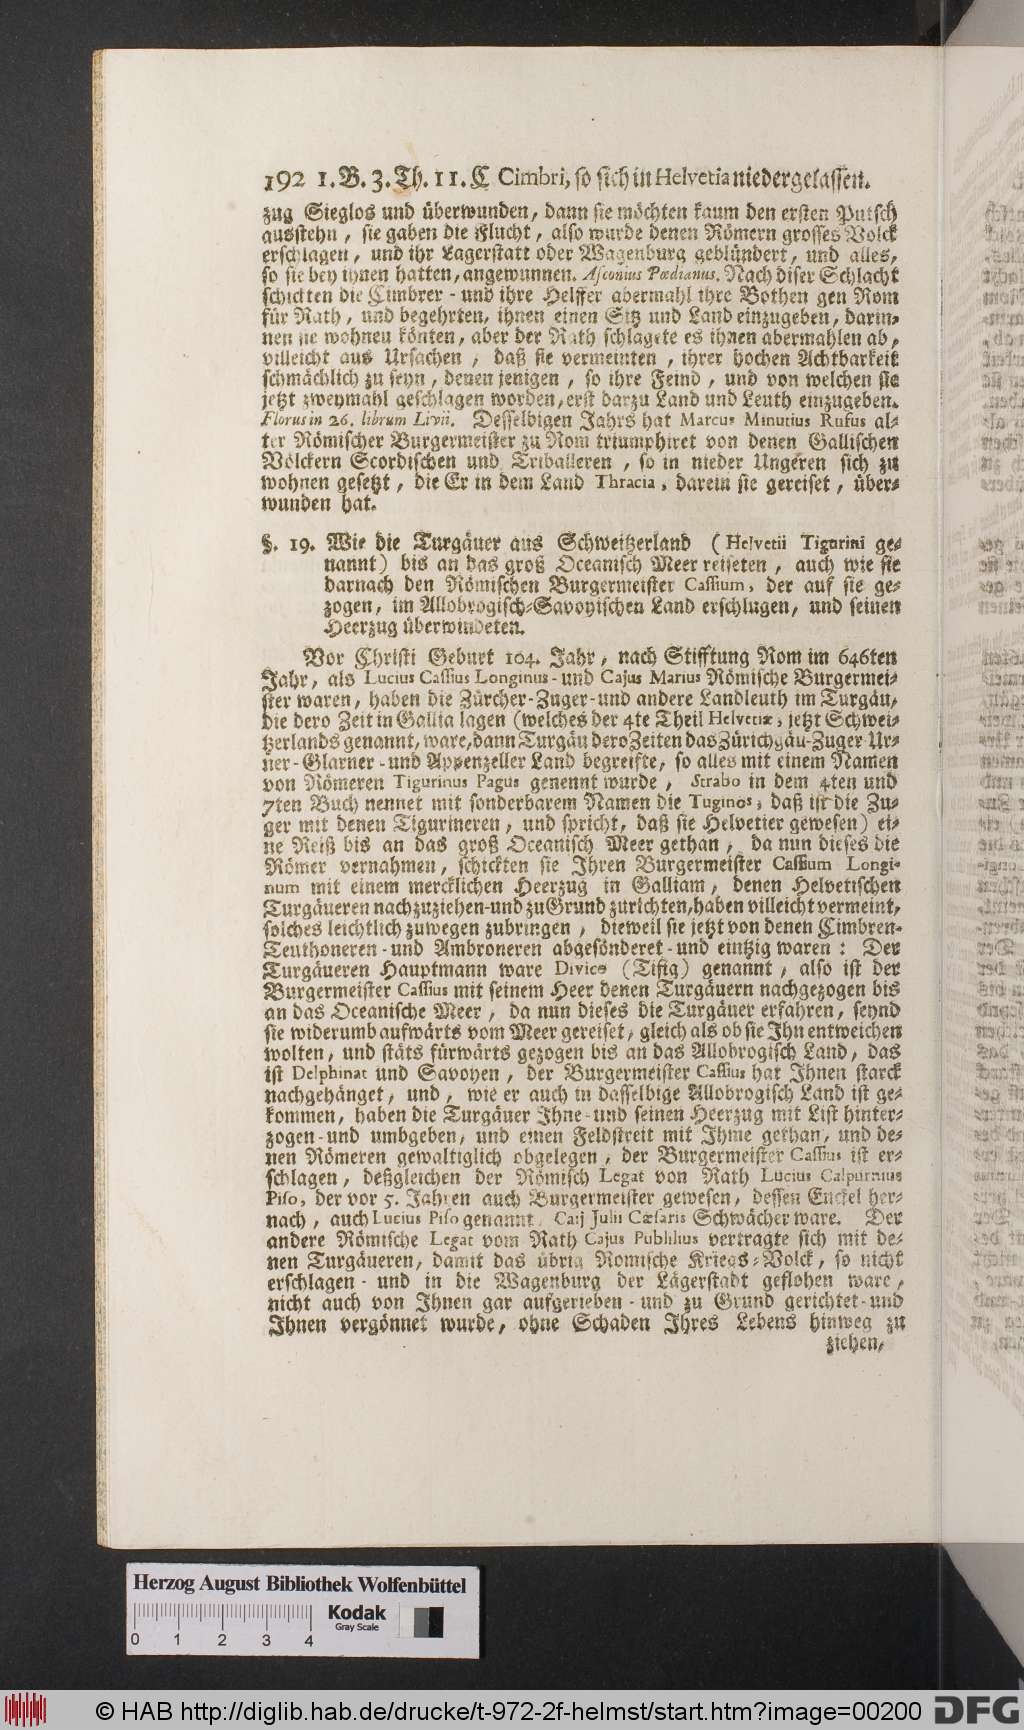 192 1. B. 3. Th. 11. C Cimbri, so sich in Helvetia niedergelassen.
zug Sieglos und überwunden, dann sie möchten kaum den ersten Putsch
ausstehn, sie gaben die Flucht, also wurde denen Römern grosses Volck
erschlagen, und ihr Lagerstatt oder Wagenburg geblündert, und alles,
so sie bey ihnen hatten, angewunnen. Asconius Pœdianus. Nach diser Schlacht
schickten die Cimbrer - und ihre Helffer abermahl ihre Bothen gen Rom
für Rath, und begehrten, ihnen einen Sitz und Land einzugeben, darin-
nen sie wohnen könten, aber der Rath schlagete es ihnen abermahlen ab,
villeicht aus Ursachen, daß sie vermeinten, ihrer hochen Achtbarkeit
schmächlich zu seyn, denen jenigen, so ihre Feind, und von welchen sie
jetzt zweymahl geschlagen worden, erst darzu Land und Leuth einzugeben.
Florus in 26. librum Livii. Desselbigen Jahrs hat Marcus Minutius Rufus al-
ter Römischer Burgermeister zu Rom triumphiret von denen Gallischen
Völckern Scordischen und Triballeren, so in nieder Ungeren sich zu
wohnen gesetzt, die Er in dem Land Thracia, darein sie gereiset, über-
wunden hat.
§. 19. Wie die Turgäuer aus Schweitzerland (Helvetii Tigurini ge-
nannt) bis an das groß Oceanisch Meer reiseten, auch wie sie
darnach den Römischen Burgermeister Cassium, der auf sie ge-
zogen, im Allobrogisch-Savoyischen Land erschlugen, und seinen
Heerzug überwindeten.
Vor Christi Geburt 104. Jahr, nach Stifftung Rom im 646ten
Jahr, als Lucius Cassius Longinus - und Cajus Marius Römische Burgermei-
ster waren, haben die Zürcher-Zuger-und andere Landleuth im Turgäu,
die dero Zeit in Gallia lagen (welches der 4te Theil Helvetiæ, jetzt Schwei-
tzerlands genannt, ware, dann Turgäu dero Zeiten das Zürichgäu-Zuger-Ur-
ner-Glarner-und Appenzeller Land begreifte, so alles mit einem Namen
von Römeren Tigurinus Pagus genennt wurde, Strabo in dem 4ten und
7ten Buch nennet mit sonderbarem Namen die Tuginos, daß ist die Zu-
ger mit denen Tigurineren, und spricht, daß sie Helvetier gewesen) ei-
ne Reiß bis an das groß Oceanisch Meer gethan, da nun dieses die
Römer vernahmen, schickten sie Ihren Burgermeister Cassium Longi-
num mit einem mercklichen Heerzug in Galliam, denen Helvetischen
Turgäueren nachzuziehen-und zu Grund zurichten, haben villeicht vermeint,
solches leichtlich zuwegen zubringen, dieweil sie jetzt von denen Cimbren-
Teuthoneren - und Ambroneren abgesönderet - und eintzig waren: Der
Turgäueren Hauptmann ware Divico (Tifig) genannt, also ist der
Burgermeister Cassius mit seinem Heer denen Turgäuern nachgezogen bis
an das Oceanische Meer, da nun dieses die Turgäuer erfahren, seynd
sie widerumb aufwärts vom Meer gereiset, gleich als ob sie Ihn entweichen
wolten, und stäts fürwärts gezogen bis an das Allobrogisch Land, das
ist Delphinat und Savoyen, der Burgermeister Cassius hat Ihnen starck
nachgehänget, und, wie er auch in dasselbige Allobrogisch Land ist ge-
kommen, haben die Turgäuer Ihne - und seinen Heerzug mit List hinter-
zogen - und umbgeben, und einen Feldstreit mit Ihme gethan, und de-
nen Römeren gewaltiglich obgelegen, der Burgermeister Cassius ist er-
schlagen, deßgleichen der Römisch Legat von Rath Lucius Calpurnius
Piso, der vor 5. Jahren auch Burgermeister gewesen, dessen Enckel her-
nach, auch Lucius Piso genannt, Caij Julii Cæsaris Schwächer ware. Der
andere Römische Legat vom Rath Cajus Publilius vertragte sich mit de-
nen Turgäueren, damit das übrig Romische Kriegs-Volck, so nicht
erschlagen - und in die Wagenburg der Lägerstadt geflohen ware,
nicht auch von Ihnen gar aufgerieben - und zu Grund gerichtet - und
Ihnen vergönnet wurde, ohne Schaden Ihres Lebens hinweg zu
ziehen,
Herzog August Bibliothek Wolfenbüttel
0 1 2 3 4
Kodak
Gray Scale
© HAB http://diglib.hab.de/drucke/t-972-2f-helmst/start.htm?image=00200
DFG